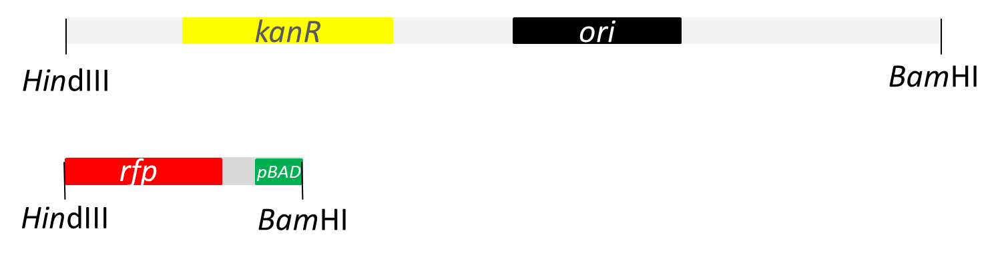 kanR
ori
HindIII
BamHI
rfp
pBAD
HindIII
BamHI